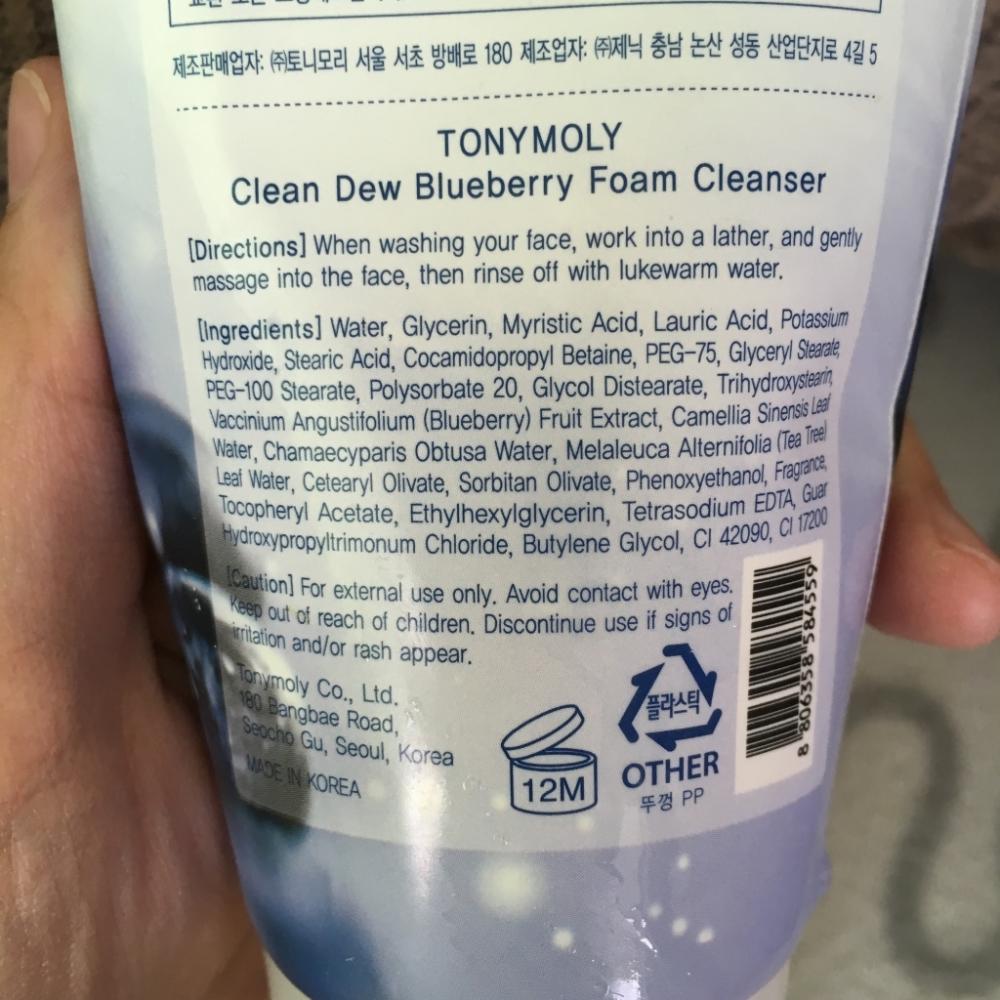 제조판매업자: ㈜토니모리 서울 서초 방배로 180 제조업자: ㈜제닉 충남 논산 성동 산업단지로 4길 5
TONYMOLY
Clean Dew Blueberry Foam Cleanser
[Directions] When washing your face, work into a lather, and gently
massage into the face, then rinse off with lukewarm water.
[Ingredients] Water, Glycerin, Myristic Acid, Lauric Acid, Potassium
Hydroxide, Stearic Acid, Cocamidopropyl Betaine, PEG-75, Glyceryl Stearate,
PEG-100 Stearate, Polysorbate 20, Glycol Distearate, Trihydroxystearin,
Vaccinium Angustifolium (Blueberry) Fruit Extract, Camellia Sinensis Leaf
Water, Chamaecyparis Obtusa Water, Melaleuca Alternifolia (Tea Tree)
Leaf Water, Cetearyl Olivate, Sorbitan Olivate, Phenoxyethanol, Fragrance,
Tocopheryl Acetate, Ethylhexylglycerin, Tetrasodium EDTA, Guar
Hydroxypropyltrimonum Chloride, Butylene Glycol, CI 42090, CI 17200
[Caution] For external use only. Avoid contact with eyes.
Keep out of reach of children. Discontinue use if signs of
irritation and/or rash appear.
Tonymoly Co., Ltd.
180 Bangbae Road,
Seocho Gu, Seoul, Korea
MADE IN KOREA
12M
플라스틱
OTHER
뚜껑 PP
8 806358 584559